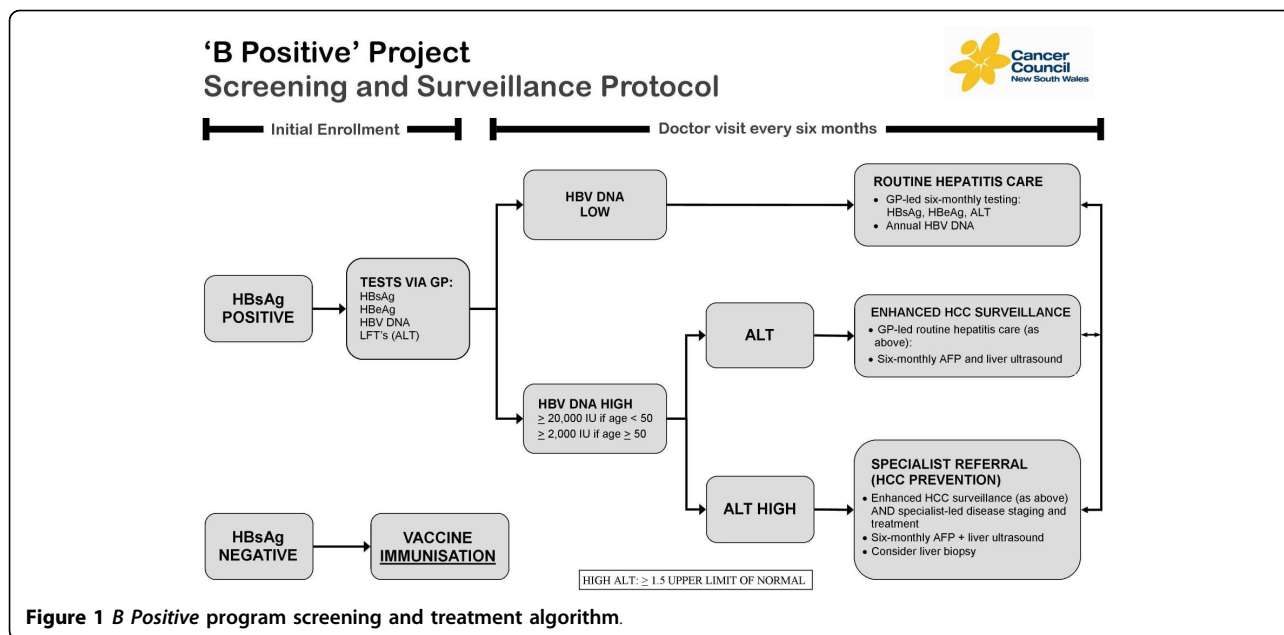 'B Positive' Project
Screening and Surveillance Protocol
Cancer
Council
New South Wales
Initial Enrollment
Doctor visit every six months
HBsAg
POSITIVE
TESTS VIA GP:
HBsAg
HBeAg
HBV DNA
LFT's (ALT)
HBV DNA
LOW
ROUTINE HEPATITIS CARE
• GP-led six-monthly testing:
HBsAg, HBeAg, ALT
• Annual HBV DNA
HBV DNA HIGH
≥ 20,000 IU if age < 50
≥ 2,000 IU if age ≥ 50
ALT
ENHANCED HCC SURVEILLANCE
• GP-led routine hepatitis care (as
above):
• Six-monthly AFP and liver ultrasound
ALT HIGH
SPECIALIST REFERRAL
(HCC PREVENTION)
• Enhanced HCC surveillance (as above)
AND specialist-led disease staging and
treatment
• Six-monthly AFP + liver ultrasound
• Consider liver biopsy
HBsAg
NEGATIVE
VACCINE
IMMUNISATION
HIGH ALT: ≥ 1.5 UPPER LIMIT OF NORMAL
Figure 1 B Positive program screening and treatment algorithm.